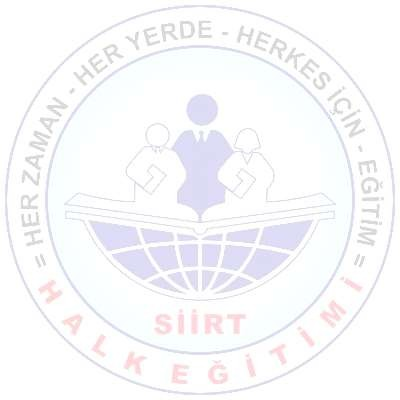 = HER ZAMAN - HER YERDE - HERKES İÇİN - EĞİTİM =
SİİRT
HALK EĞİTİMİ